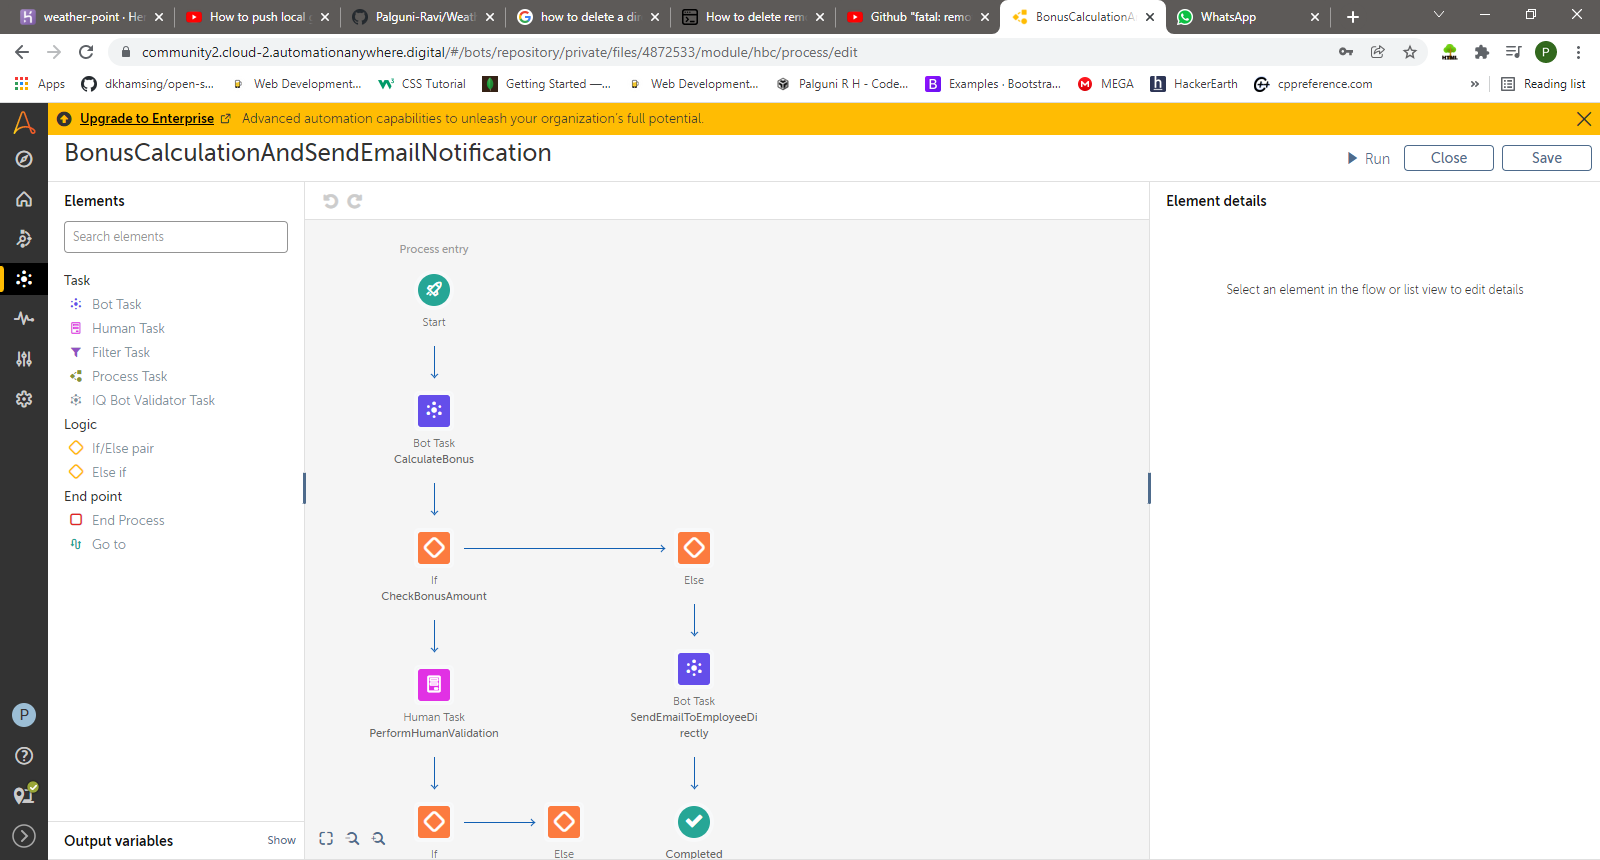 weather-point · He
How to push local g
Palguni-Ravi/Weat
how to delete a dir
How to delete rem
Github "fatal: remo
BonusCalculationA
WhatsApp
community2.cloud-2.automationanywhere.digital/#/bots/repository/private/files/4872533/module/hbc/process/edit
P
Apps
dkhamsing/open-s...
Web Development...
CSS Tutorial
Getting Started —...
Web Development...
Palguni R H - Code...
Examples · Bootstra...
MEGA
HackerEarth
cppreference.com
»
Reading list
Upgrade to Enterprise
Advanced automation capabilities to unleash your organization's full potential.
BonusCalculationAndSendEmailNotification
Run
Close
Save
Elements
Search elements
Task
Bot Task
Human Task
Filter Task
Process Task
IQ Bot Validator Task
Logic
If/Else pair
Else if
End point
End Process
Go to
Output variables
Show
P
Process entry
Start
Bot Task
CalculateBonus
If
CheckBonusAmount
Else
Human Task
PerformHumanValidation
Bot Task
SendEmailToEmployeeDi
rectly
If
Else
Completed
Element details
Select an element in the flow or list view to edit details